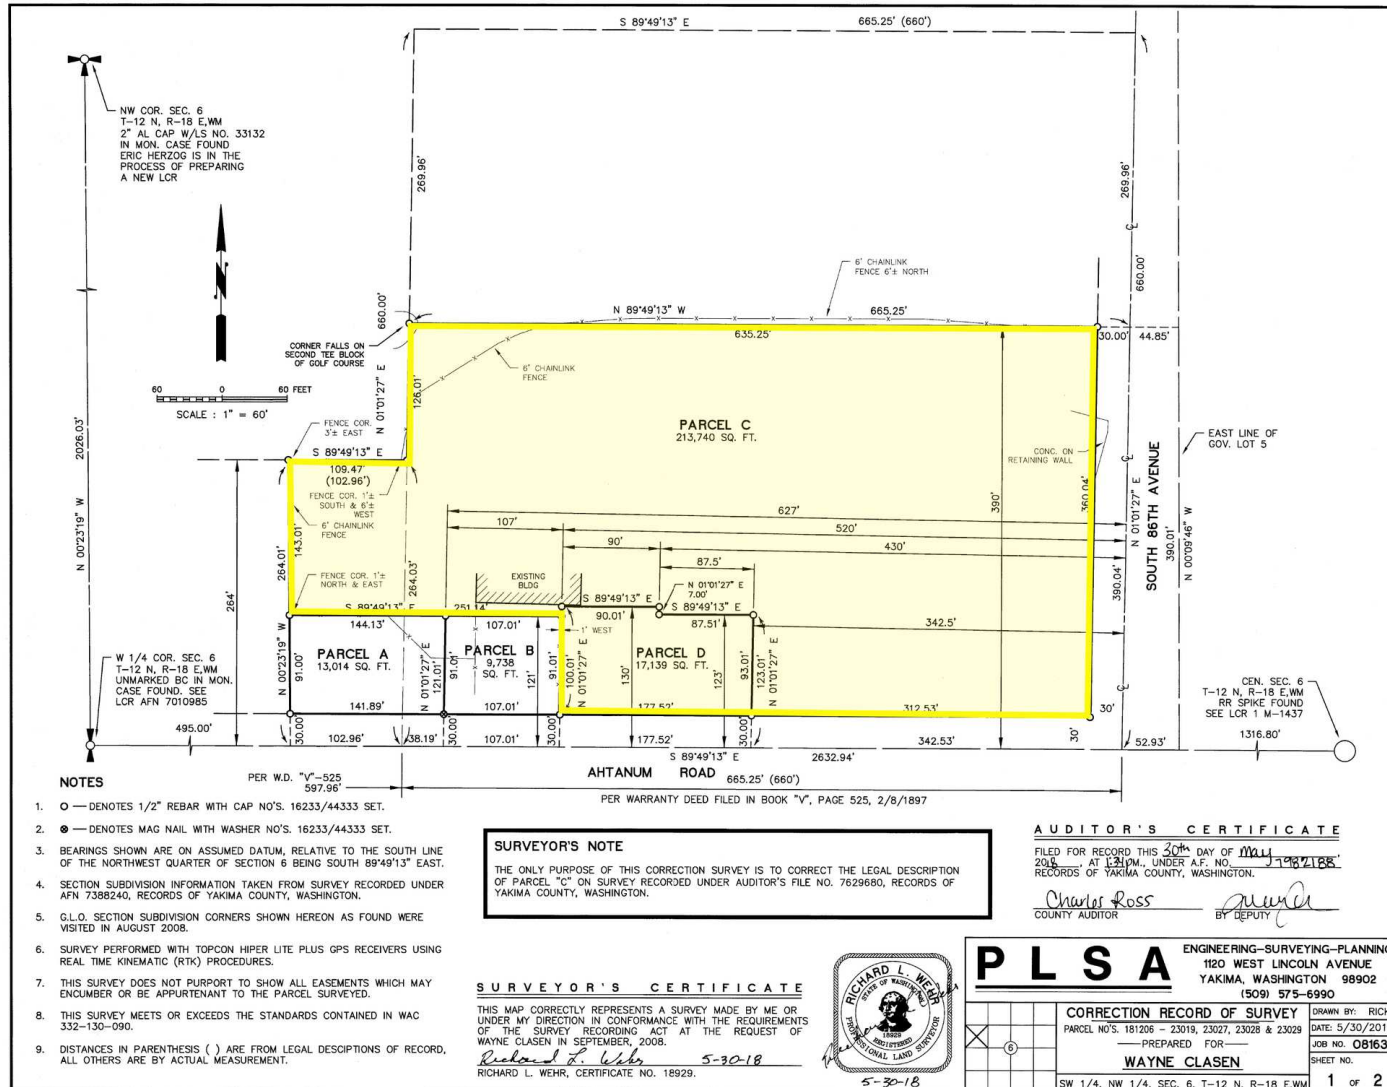 S 89°49'13" E
665.25' (660')
NW COR. SEC. 6
T-12 N, R-18 E,WM
2" AL CAP W/LS NO. 33132
IN MON. CASE FOUND
ERIC HERZOG IS IN THE
PROCESS OF PREPARING
A NEW LCR
269.96'
269.96'
660.00'
660.00'
6' CHAINLINK
FENCE 6'± NORTH
N 89°49'13" W
665.25'
635.25'
30.00'
44.85'
CORNER FALLS ON
SECOND TEE BLOCK
OF GOLF COURSE
6' CHAINLINK
FENCE
N 01°01'27" E
126.01'
60
0
60 FEET
SCALE : 1" = 60'
PARCEL C
213,740 SQ. FT.
2026.03'
N 00°23'19" W
FENCE COR.
3'± EAST
S 89°49'13" E
109.47'
(102.96')
FENCE COR. 1'±
SOUTH & 6'±
WEST
6' CHAINLINK
FENCE
CONC.
RETAINING WALL
EAST LINE OF
GOV. LOT 5
SOUTH 86TH AVENUE
N 01°01'27" E
390.01'
N 00°09'46" W
390'
360.04'
390.04'
627'
107'
520'
90'
430'
87.5'
143.01'
264.01'
264'
264.03'
FENCE COR. 1'±
NORTH & EAST
EXISTING
BLDG
N 01°01'27" E
7.00'
S 89°49'13" E
251.14'
S 89°49'13" E
S 89°49'13" E
144.13'
107.01'
90.01'
87.51'
342.5'
1' WEST
N 00°23'19" W
91.00'
PARCEL A
13,014 SQ. FT.
N 01°01'27" E
121.01'
91.01'
PARCEL B
9,738
SQ. FT.
121'
91.01'
100.01'
N 01°01'27" E
130'
PARCEL D
17,139 SQ. FT.
123'
93.01'
123.01'
N 01°01'27" E
W 1/4 COR. SEC. 6
T-12 N, R-18 E,WM
UNMARKED BC IN MON.
CASE FOUND. SEE
LCR AFN 7010985
CEN. SEC. 6
T-12 N, R-18 E,WM
RR SPIKE FOUND
SEE LCR 1 M-1437
141.89'
107.01'
177.52'
312.53'
30'
495.00'
30.00'
102.96'
38.19'
30.00'
107.01'
30.00'
177.52'
30.00'
342.53'
30'
52.93'
1316.80'
S 89°49'13" E
2632.94'
AHTANUM ROAD
665.25' (660')
PER W.D. "V"-525
597.96'
PER WARRANTY DEED FILED IN BOOK "V", PAGE 525, 2/8/1897
NOTES
1. O — DENOTES 1/2" REBAR WITH CAP NO'S. 16233/44333 SET.
2. ⊗ — DENOTES MAG NAIL WITH WASHER NO'S. 16233/44333 SET.
3. BEARINGS SHOWN ARE ON ASSUMED DATUM, RELATIVE TO THE SOUTH LINE
OF THE NORTHWEST QUARTER OF SECTION 6 BEING SOUTH 89°49'13" EAST.
4. SECTION SUBDIVISION INFORMATION TAKEN FROM SURVEY RECORDED UNDER
AFN 7388240, RECORDS OF YAKIMA COUNTY, WASHINGTON.
5. G.L.O. SECTION SUBDIVISION CORNERS SHOWN HEREON AS FOUND WERE
VISITED IN AUGUST 2008.
6. SURVEY PERFORMED WITH TOPCON HIPER LITE PLUS GPS RECEIVERS USING
REAL TIME KINEMATIC (RTK) PROCEDURES.
7. THIS SURVEY DOES NOT PURPORT TO SHOW ALL EASEMENTS WHICH MAY
ENCUMBER OR BE APPURTENANT TO THE PARCEL SURVEYED.
8. THIS SURVEY MEETS OR EXCEEDS THE STANDARDS CONTAINED IN WAC
332-130-090.
9. DISTANCES IN PARENTHESIS ( ) ARE FROM LEGAL DESCIPTIONS OF RECORD,
ALL OTHERS ARE BY ACTUAL MEASUREMENT.
SURVEYOR'S NOTE
THE ONLY PURPOSE OF THIS CORRECTION SURVEY IS TO CORRECT THE LEGAL DESCRIPTION
OF PARCEL "C" ON SURVEY RECORDED UNDER AUDITOR'S FILE NO. 7629680, RECORDS OF
YAKIMA COUNTY, WASHINGTON.
AUDITOR'S CERTIFICATE
FILED FOR RECORD THIS 30th DAY OF May,
2018, AT 1:34 PM., UNDER A.F. NO. 7982188,
RECORDS OF YAKIMA COUNTY, WASHINGTON.
Charles Ross
COUNTY AUDITOR
BY DEPUTY
SURVEYOR'S CERTIFICATE
THIS MAP CORRECTLY REPRESENTS A SURVEY MADE BY ME OR
UNDER MY DIRECTION IN CONFORMANCE WITH THE REQUIREMENTS
OF THE SURVEY RECORDING ACT AT THE REQUEST OF
WAYNE CLASEN IN SEPTEMBER, 2008.
Richard L. Wehr 5-30-18
RICHARD L. WEHR, CERTIFICATE NO. 18929.
RICHARD L. WEHR
STATE OF WASHINGTON
18929
REGISTERED
PROFESSIONAL LAND SURVEYOR
5-30-18
PLSA
ENGINEERING-SURVEYING-PLANNING
1120 WEST LINCOLN AVENUE
YAKIMA, WASHINGTON 98902
(509) 575-6990
6
CORRECTION RECORD OF SURVEY
PARCEL NO'S. 181206 - 23019, 23027, 23028 & 23029
PREPARED FOR
WAYNE CLASEN
SW 1/4, NW 1/4, SEC. 6, T-12 N, R-18 E,WM
DRAWN BY: RICH
DATE: 5/30/201
JOB NO. 08163
SHEET NO.
1 OF 2